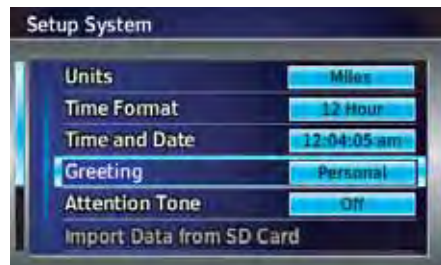 Setup System
Units Miles
Time Format 12 Hour
Time and Date 12:04:05 am
Greeting Personal
Attention Tone Off
Import Data from SD Card